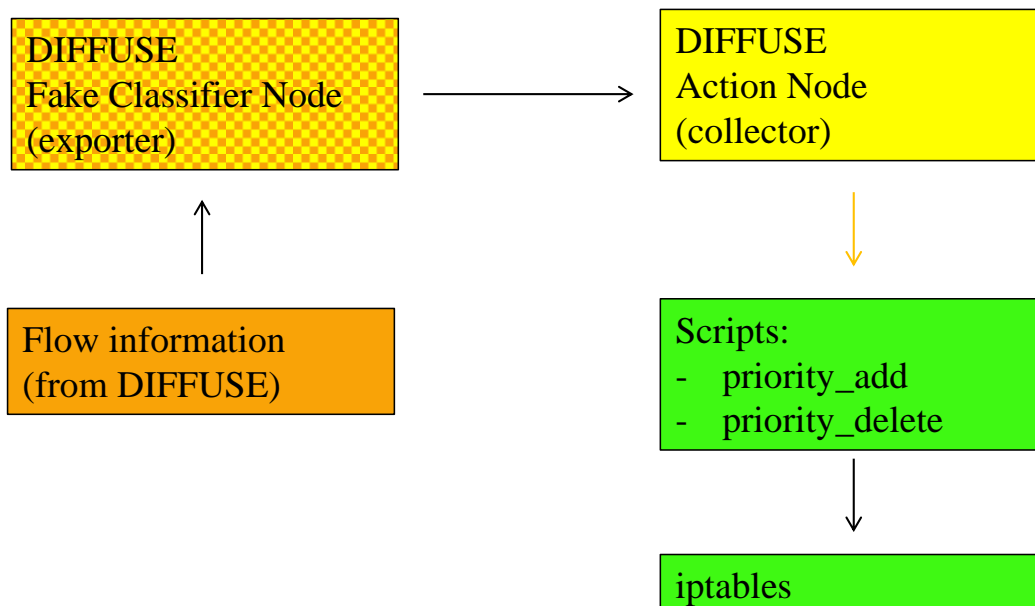 DIFFUSE
Fake Classifier Node
(exporter)
DIFFUSE
Action Node
(collector)
Flow information
(from DIFFUSE)
Scripts:
- priority_add
- priority_delete
iptables